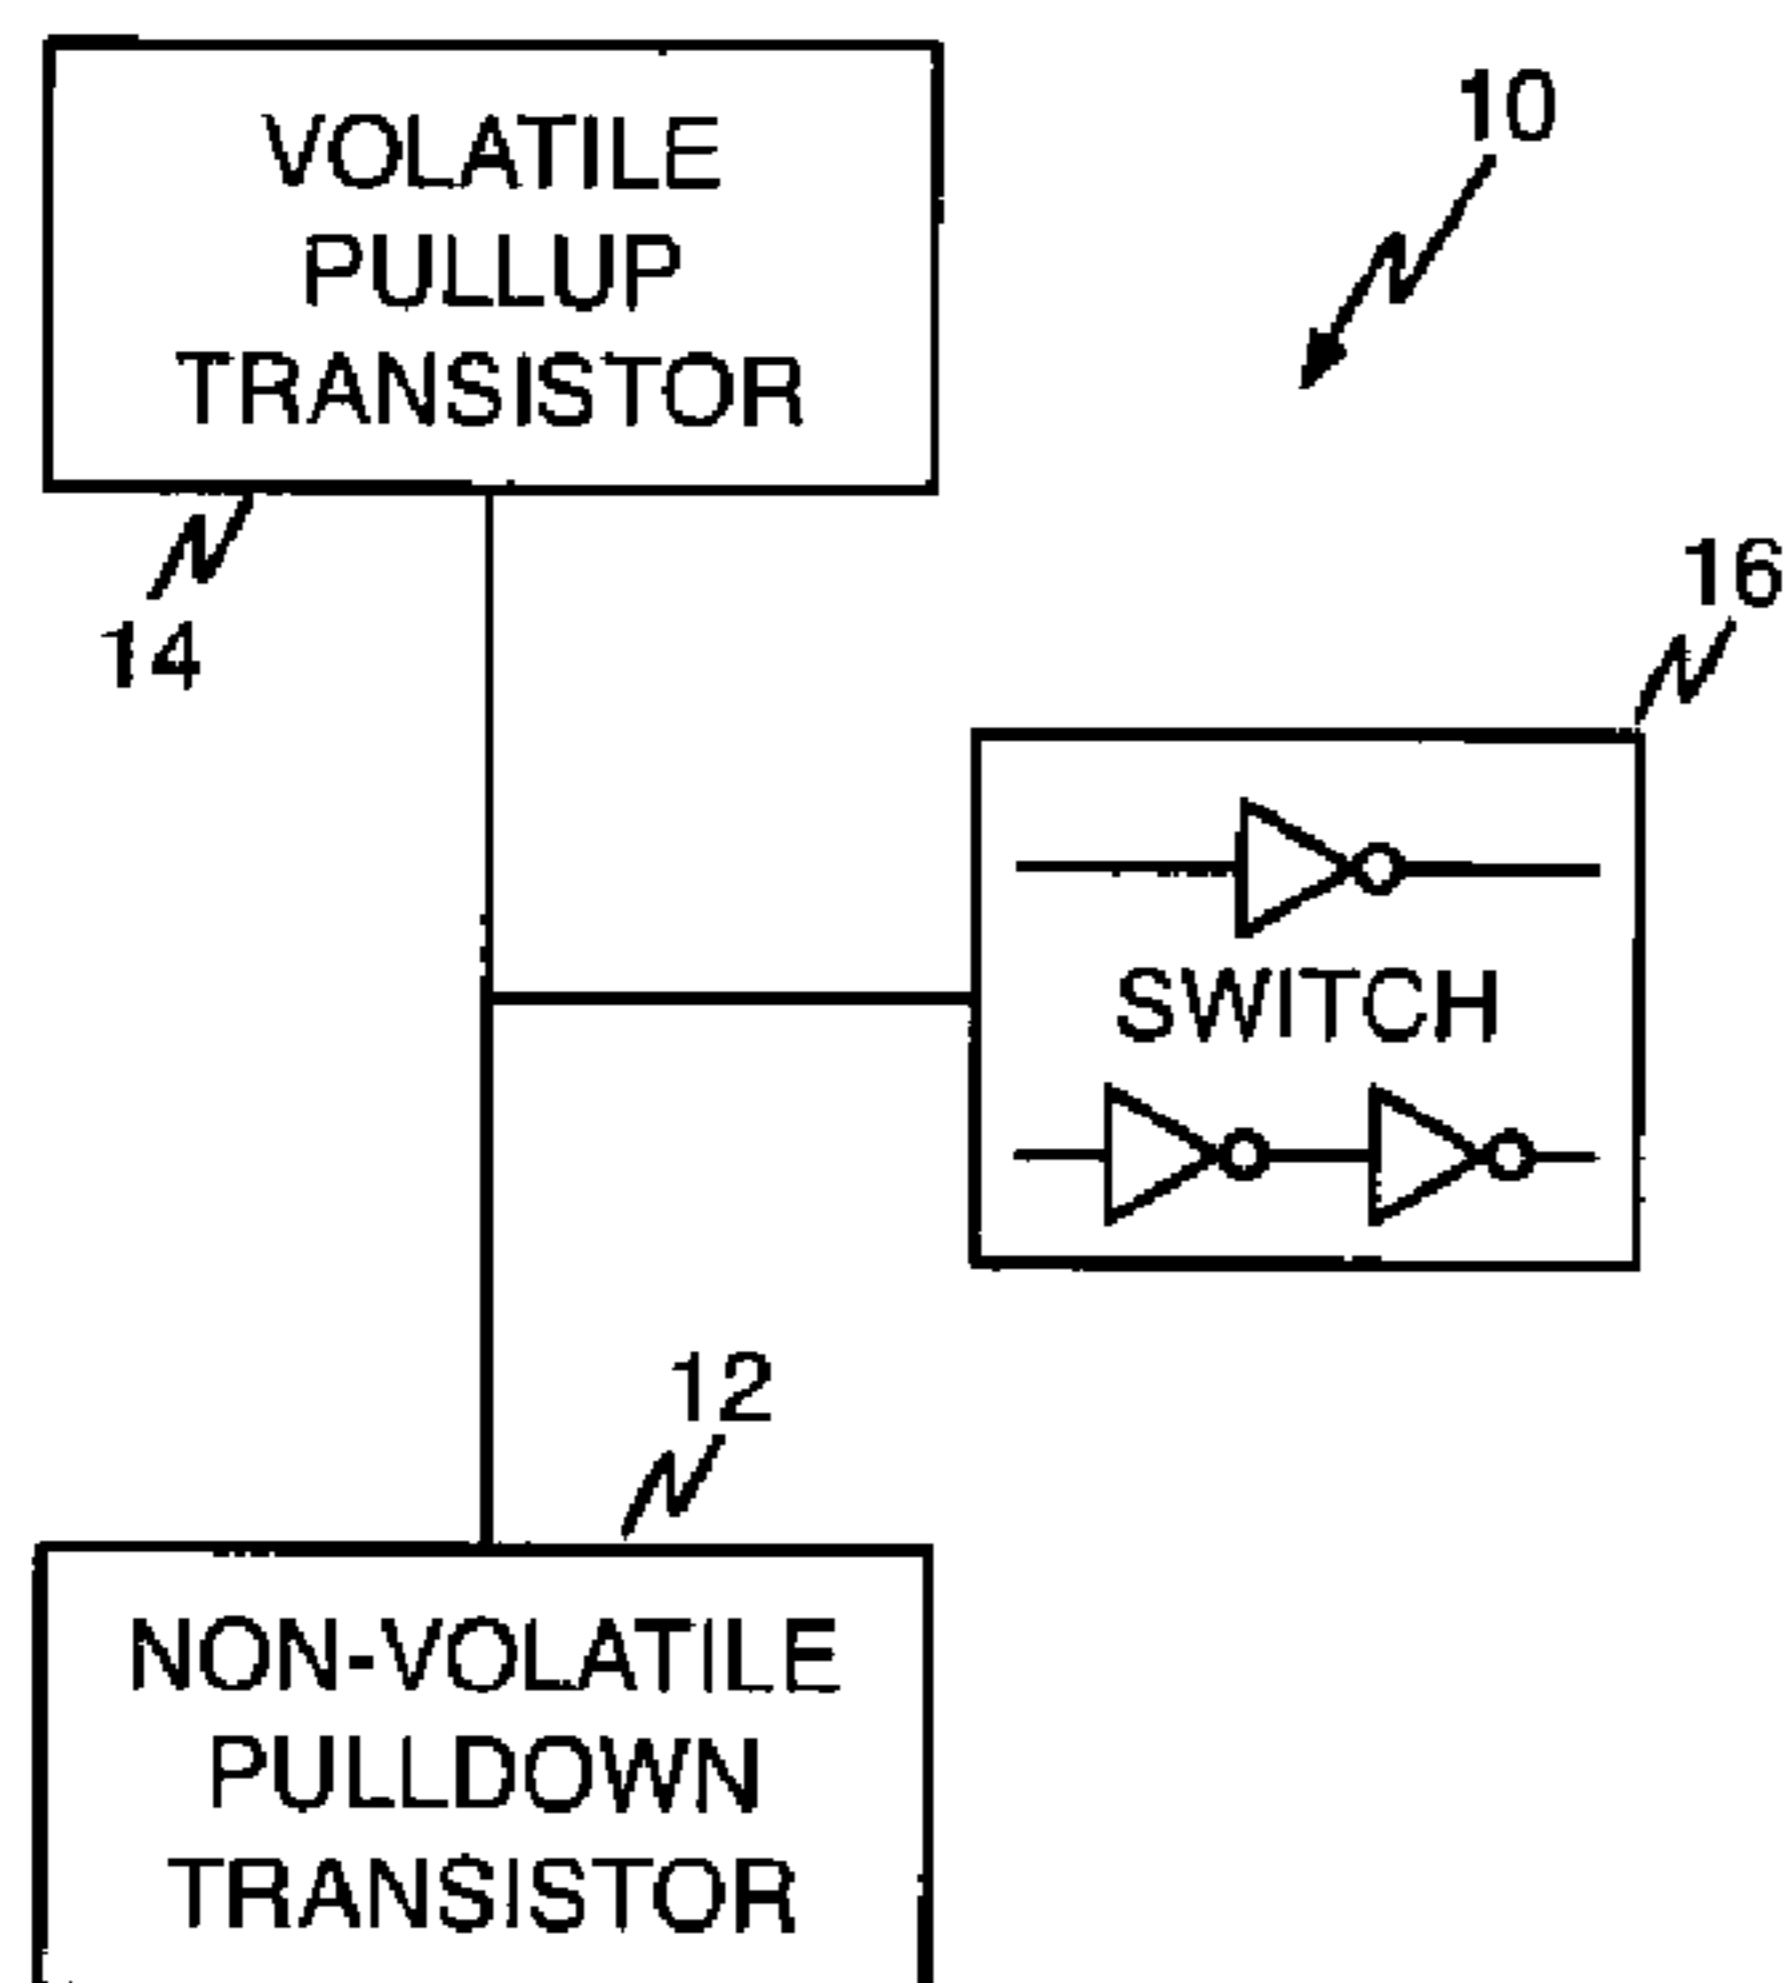 VOLATILE
PULLUP
TRANSISTOR
10
14
16
SWITCH
12
NON-VOLATILE
PULLDOWN
TRANSISTOR